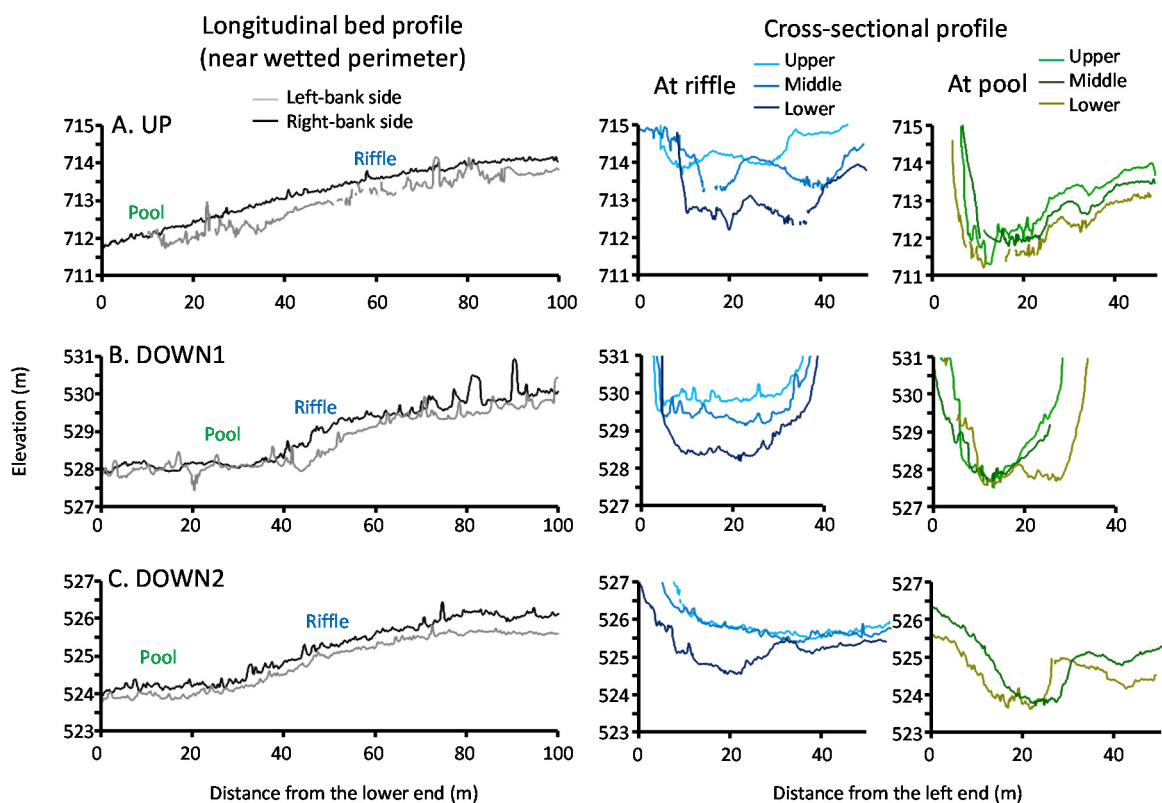 Longitudinal bed profile
(near wetted perimeter)
Cross-sectional profile
Left-bank side
Right-bank side
At riffle
Upper
Middle
Lower
At pool
Upper
Middle
Lower
A. UP
Pool
Riffle
715
714
713
712
711
0 20 40 60 80 100
715
714
713
712
711
0 20 40
715
714
713
712
711
0 20 40
B. DOWN1
Pool
Riffle
531
530
529
528
527
0 20 40 60 80 100
531
530
529
528
527
0 20 40
531
530
529
528
527
0 20 40
C. DOWN2
Pool
Riffle
527
526
525
524
523
0 20 40 60 80 100
527
526
525
524
523
0 20 40
527
526
525
524
523
0 20 40
Elevation (m)
Distance from the lower end (m)
Distance from the left end (m)